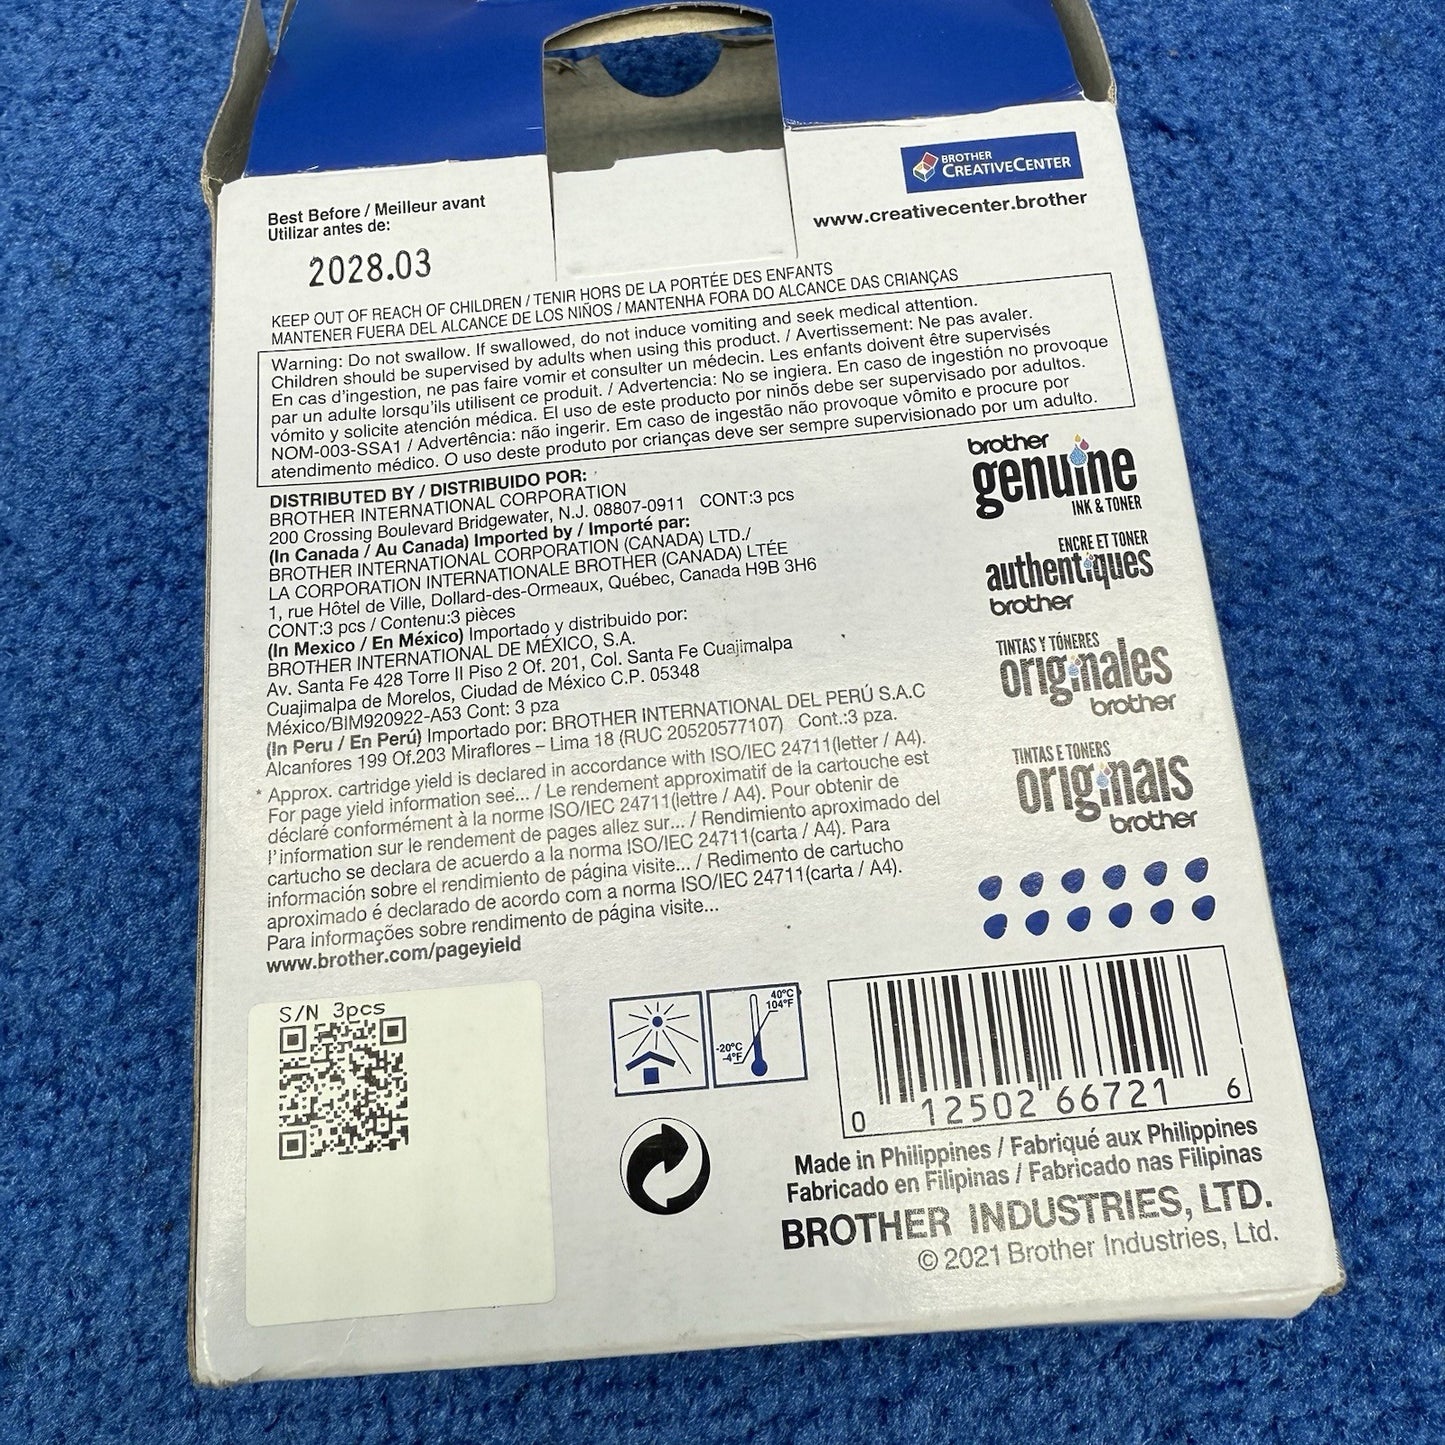 BROTHER
CREATIVECENTER
www.creativecenter.brother
Best Before / Meilleur avant
Utilizar antes de:
2028.03
KEEP OUT OF REACH OF CHILDREN / TENIR HORS DE LA PORTÉE DES ENFANTS
MANTENER FUERA DEL ALCANCE DE LOS NIÑOS / MANTENHA FORA DO ALCANCE DAS CRIANÇAS
Warning: Do not swallow. If swallowed, do not induce vomiting and seek medical attention.
Children should be supervised by adults when using this product. / Avertissement: Ne pas avaler.
En cas d'ingestion, ne pas faire vomir et consulter un médecin. Les enfants doivent être supervisés
par un adulte lorsqu'ils utilisent ce produit. / Advertencia: No se ingiera. En caso de ingestión no provoque
vómito y solicite atención médica. El uso de este producto por ninõs debe ser supervisado por adultos.
NOM-003-SSA1 / Advertência: não ingerir. Em caso de ingestão não provoque vômito e procure por
atendimento médico. O uso deste produto por crianças deve ser sempre supervisionado por um adulto.
DISTRIBUTED BY / DISTRIBUIDO POR:
BROTHER INTERNATIONAL CORPORATION
200 Crossing Boulevard Bridgewater, N.J. 08807-0911 CONT:3 pcs
(In Canada / Au Canada) Imported by / Importé par:
BROTHER INTERNATIONAL CORPORATION (CANADA) LTD./
LA CORPORATION INTERNATIONALE BROTHER (CANADA) LTÉE
1, rue Hôtel de Ville, Dollard-des-Ormeaux, Québec, Canada H9B 3H6
CONT:3 pcs / Contenu:3 pièces
(In Mexico / En México) Importado y distribuido por:
BROTHER INTERNATIONAL DE MÉXICO, S.A.
Av. Santa Fe 428 Torre II Piso 2 Of. 201, Col. Santa Fe Cuajimalpa
Cuajimalpa de Morelos, Ciudad de México C.P. 05348
México/BIM920922-A53 Cont: 3 pza
(In Peru / En Perú) Importado por: BROTHER INTERNATIONAL DEL PERÚ S.A.C
Alcanfores 199 Of.203 Miraflores – Lima 18 (RUC 20520577107) Cont.:3 pza.
* Approx. cartridge yield is declared in accordance with ISO/IEC 24711(letter / A4).
For page yield information see... / Le rendement approximatif de la cartouche est
déclaré conformément à la norme ISO/IEC 24711(lettre / A4). Pour obtenir de
l'information sur le rendement de pages allez sur... / Rendimiento aproximado del
cartucho se declara de acuerdo a la norma ISO/IEC 24711(carta / A4). Para
información sobre el rendimiento de página visite... / Redimento de cartucho
aproximado é declarado de acordo com a norma ISO/IEC 24711(carta / A4).
Para informações sobre rendimento de página visite...
www.brother.com/pageyield
brother
genuine
INK & TONER
ENCRE ET TONER
authentiques
brother
TINTAS Y TÓNERES
originales
brother
TINTAS E TONERS
originais
brother
S/N 3pcs
40°C
104°F
-20°C
-4°F
0 12502 66721 6
Made in Philippines / Fabriqué aux Philippines
Fabricado en Filipinas / Fabricado nas Filipinas
BROTHER INDUSTRIES, LTD.
© 2021 Brother Industries, Ltd.